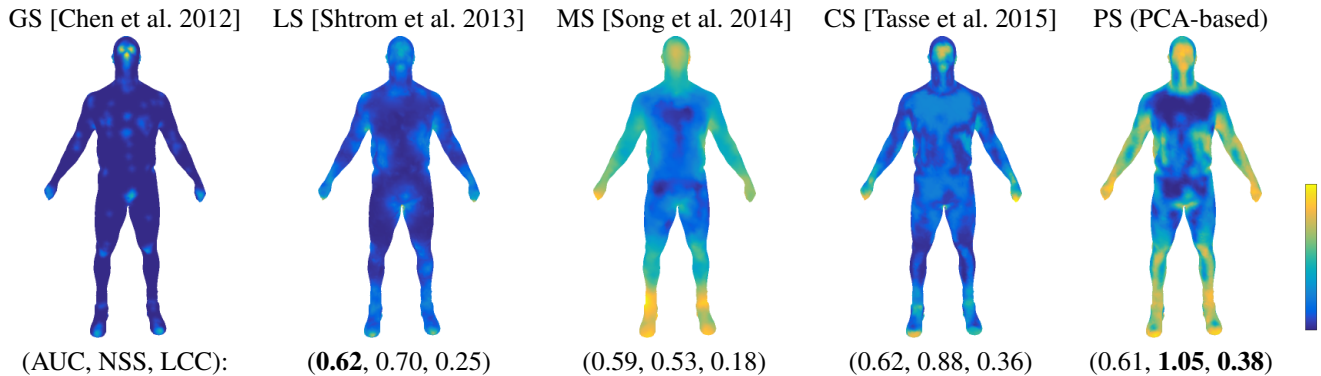 GS [Chen et al. 2012] LS [Shtrom et al. 2013] MS [Song et al. 2014] CS [Tasse et al. 2015] PS (PCA-based)
(AUC, NSS, LCC): (0.62, 0.70, 0.25) (0.59, 0.53, 0.18) (0.62, 0.88, 0.36) (0.61, 1.05, 0.38)